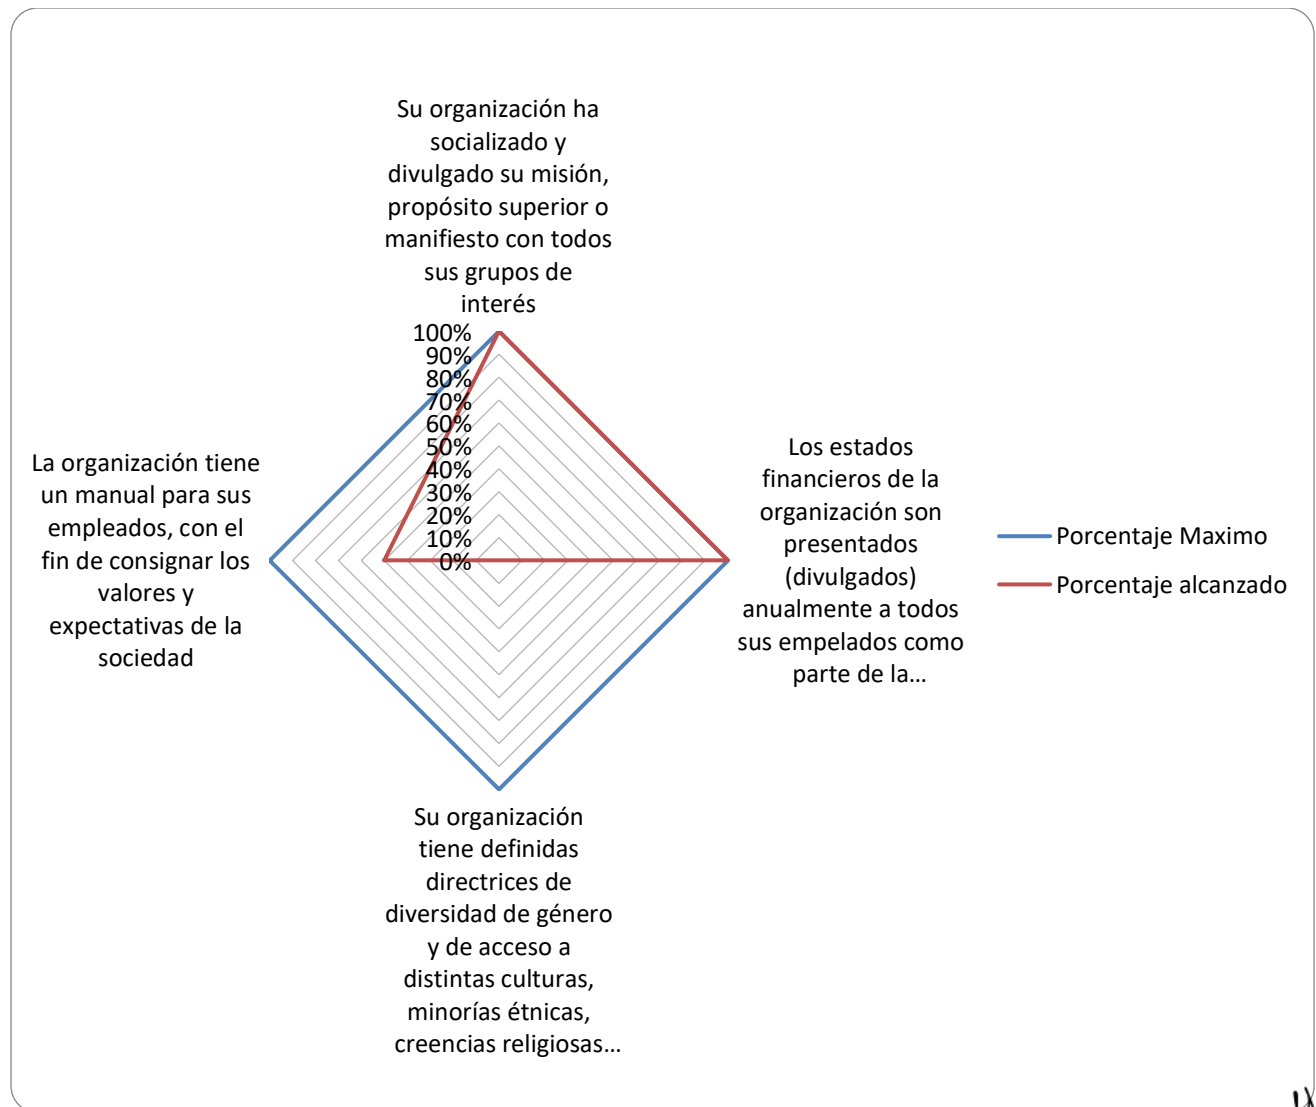 Su organización ha
socializado y
divulgado su misión,
propósito superior o
manifiesto con todos
sus grupos de
interés
100%
90%
80%
70%
60%
50%
40%
30%
20%
10%
0%
Los estados
financieros de la
organización son
presentados
(divulgados)
anualmente a todos
sus empelados como
parte de la…
Su organización
tiene definidas
directrices de
diversidad de género
y de acceso a
distintas culturas,
minorías étnicas,
creencias religiosas…
La organización tiene
un manual para sus
empleados, con el
fin de consignar los
valores y
expectativas de la
sociedad
Porcentaje Maximo
Porcentaje alcanzado